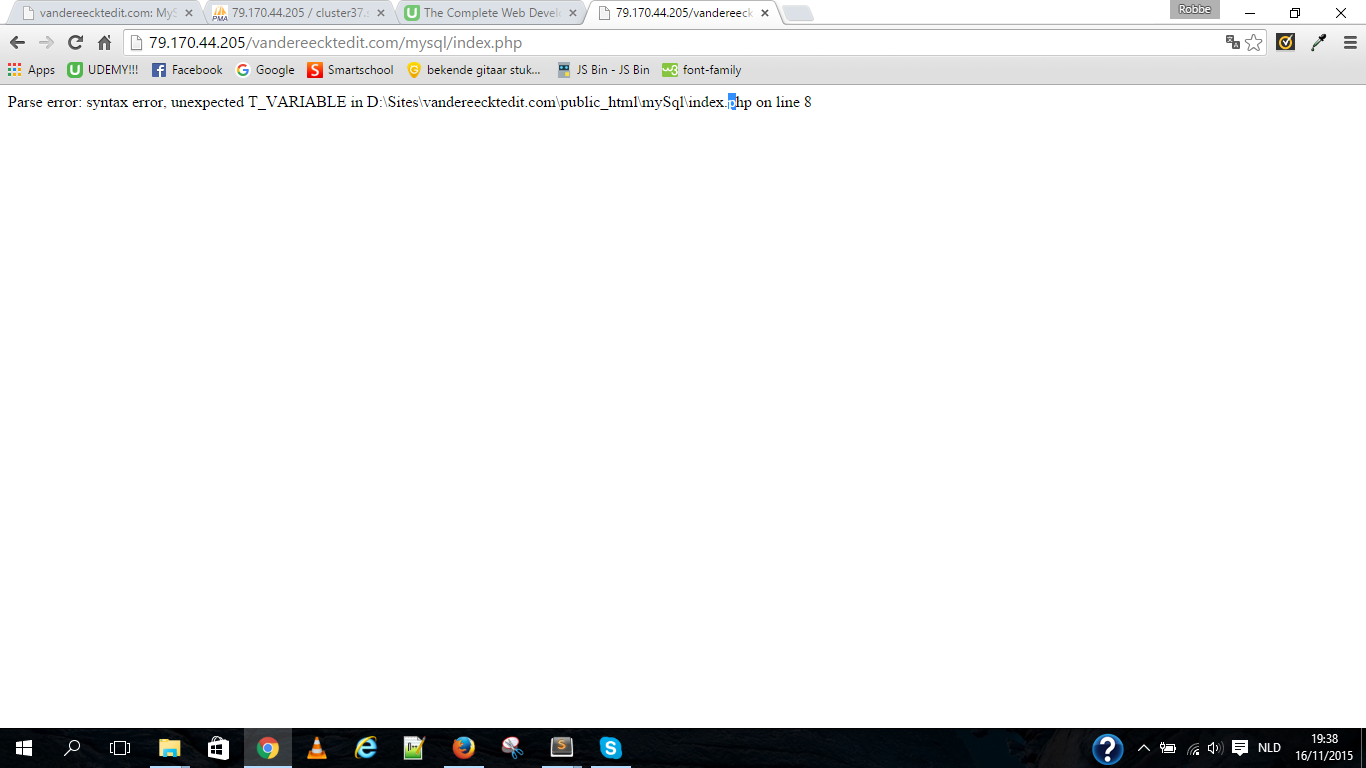 vandereecktedit.com: MyS
79.170.44.205 / cluster37.s
The Complete Web Devel
79.170.44.205/vandereeck
Robbe
79.170.44.205/vandereecktedit.com/mysql/index.php
Apps
UDEMY!!!
Facebook
Google
Smartschool
bekende gitaar stuk...
JS Bin - JS Bin
font-family
Parse error: syntax error, unexpected T_VARIABLE in D:\Sites\vandereecktedit.com\public_html\mySql\index.php on line 8
NLD
19:38
16/11/2015